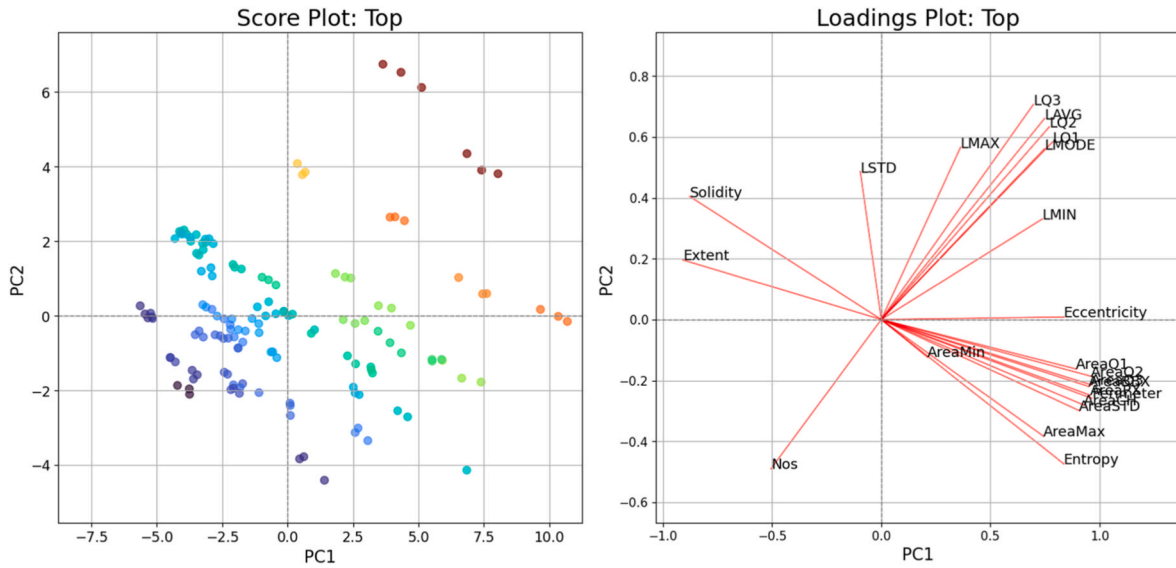 Score Plot: Top
6
4
2
0
−2
−4
PC2
−7.5
−5.0
−2.5
0.0
2.5
5.0
7.5
10.0
PC1
Loadings Plot: Top
0.8
0.6
0.4
0.2
0.0
−0.2
−0.4
−0.6
PC2
LQ3
LAVG
LQ2
LQ1
LMODE
LMAX
LSTD
Solidity
LMIN
Extent
Eccentricity
AreaMin
AreaQ1
AreaQ2
AreaSTD
AreaMax
Entropy
Nos
−1.0
−0.5
0.0
0.5
1.0
PC1